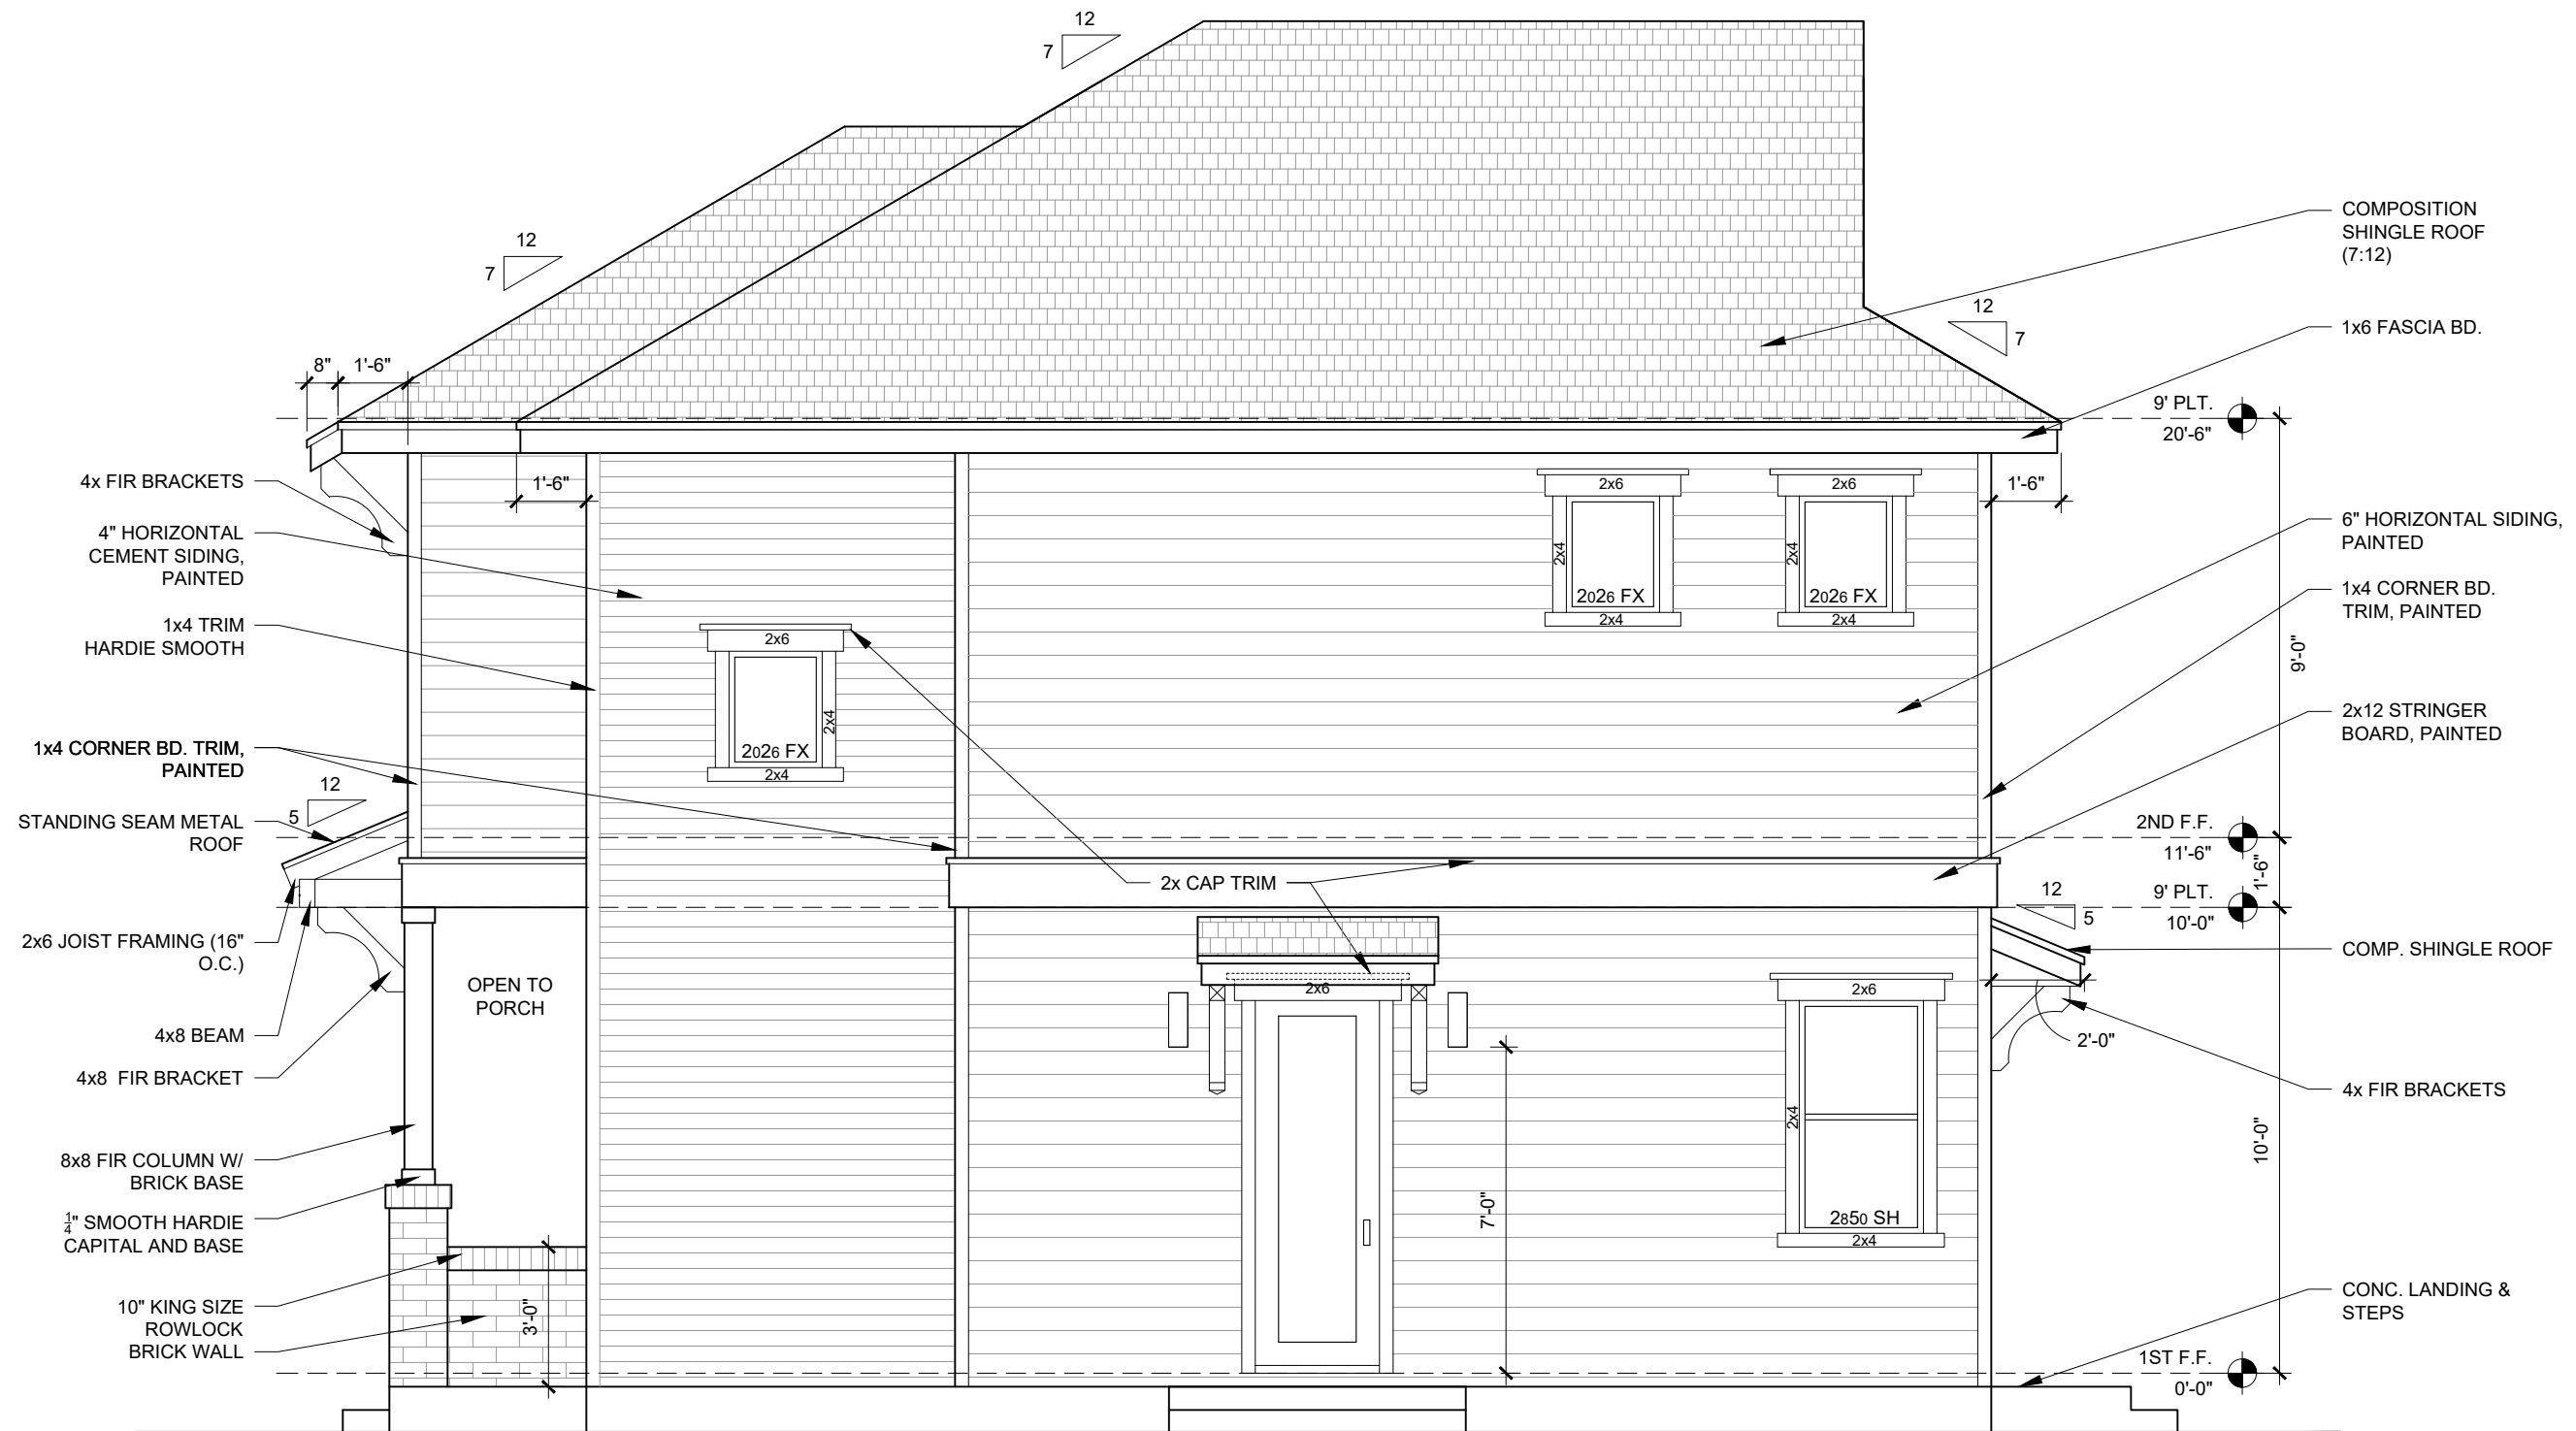 12
7
12
7
12
7
8"
1'-6"
COMPOSITION
SHINGLE ROOF
(7:12)
1x6 FASCIA BD.
9' PLT.
20'-6"
4x FIR BRACKETS
1'-6"
1'-6"
4" HORIZONTAL
CEMENT SIDING,
PAINTED
1x4 TRIM
HARDIE SMOOTH
1x4 CORNER BD. TRIM,
PAINTED
12
5
STANDING SEAM METAL
ROOF
2x6 JOIST FRAMING (16"
O.C.)
4x8 BEAM
4x8 FIR BRACKET
8x8 FIR COLUMN W/
BRICK BASE
1/4" SMOOTH HARDIE
CAPITAL AND BASE
10" KING SIZE
ROWLOCK
BRICK WALL
OPEN TO
PORCH
3'-0"
2x6
2x4
2026 FX
2x4
2x6
2x4
2026 FX
2x4
2x6
2x4
2026 FX
2x4
2x CAP TRIM
2x6
7'-0"
2x6
2x4
2850 SH
2x4
6" HORIZONTAL SIDING,
PAINTED
1x4 CORNER BD.
TRIM, PAINTED
9'-0"
2x12 STRINGER
BOARD, PAINTED
2ND F.F.
11'-6"
1'-6"
9' PLT.
10'-0"
12
5
COMP. SHINGLE ROOF
2'-0"
4x FIR BRACKETS
10'-0"
CONC. LANDING &
STEPS
1ST F.F.
0'-0"